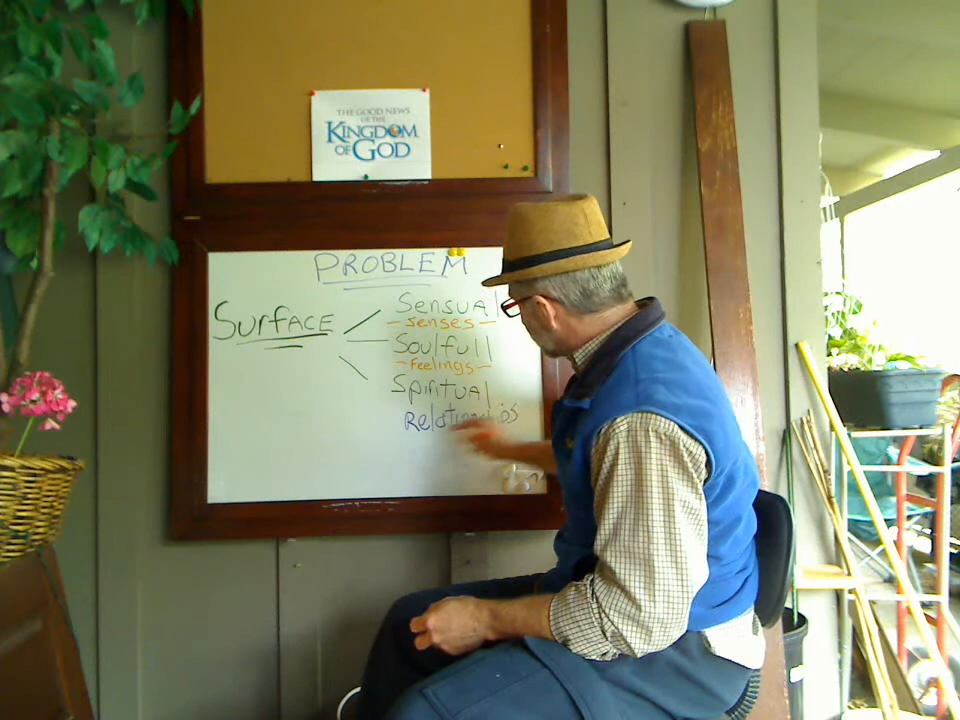 THE GOOD NEWS
OF THE
KINGDOM
OF GOD
PROBLEM
Surface
Sensual
- senses -
Soulfull
- feelings -
Spiritual